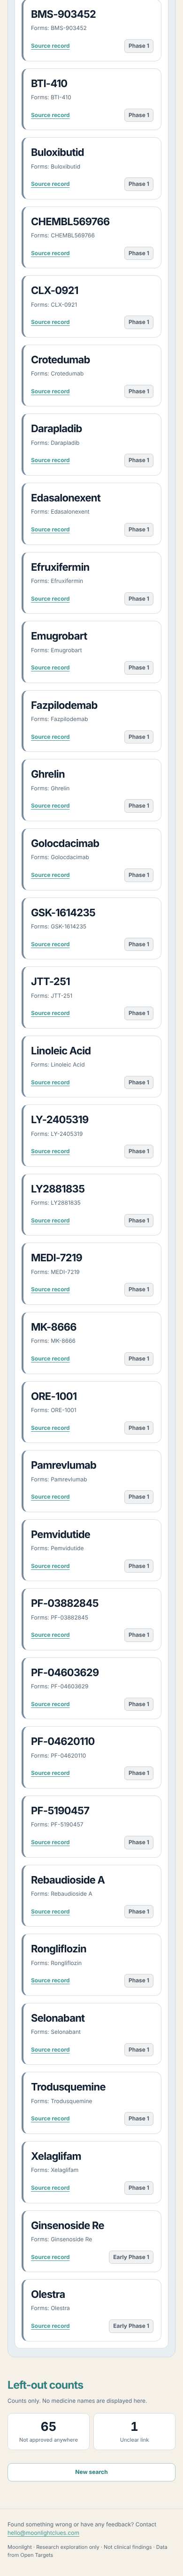 BMS-903452
Forms: BMS-903452
Source record
Phase 1
BTI-410
Forms: BTI-410
Source record
Phase 1
Buloxibutid
Forms: Buloxibutid
Source record
Phase 1
CHEMBL569766
Forms: CHEMBL569766
Source record
Phase 1
CLX-0921
Forms: CLX-0921
Source record
Phase 1
Crotedumab
Forms: Crotedumab
Source record
Phase 1
Darapladib
Forms: Darapladib
Source record
Phase 1
Edasalonexent
Forms: Edasalonexent
Source record
Phase 1
Efruxifermin
Forms: Efruxifermin
Source record
Phase 1
Emugrobart
Forms: Emugrobart
Source record
Phase 1
Fazpilodemab
Forms: Fazpilodemab
Source record
Phase 1
Ghrelin
Forms: Ghrelin
Source record
Phase 1
Golocdacimab
Forms: Golocdacimab
Source record
Phase 1
GSK-1614235
Forms: GSK-1614235
Source record
Phase 1
JTT-251
Forms: JTT-251
Source record
Phase 1
Linoleic Acid
Forms: Linoleic Acid
Source record
Phase 1
LY-2405319
Forms: LY-2405319
Source record
Phase 1
LY2881835
Forms: LY2881835
Source record
Phase 1
MEDI-7219
Forms: MEDI-7219
Source record
Phase 1
MK-8666
Forms: MK-8666
Source record
Phase 1
ORE-1001
Forms: ORE-1001
Source record
Phase 1
Pamrevlumab
Forms: Pamrevlumab
Source record
Phase 1
Pemvidutide
Forms: Pemvidutide
Source record
Phase 1
PF-03882845
Forms: PF-03882845
Source record
Phase 1
PF-04603629
Forms: PF-04603629
Source record
Phase 1
PF-04620110
Forms: PF-04620110
Source record
Phase 1
PF-5190457
Forms: PF-5190457
Source record
Phase 1
Rebaudioside A
Forms: Rebaudioside A
Source record
Phase 1
Rongliflozin
Forms: Rongliflozin
Source record
Phase 1
Selonabant
Forms: Selonabant
Source record
Phase 1
Trodusquemine
Forms: Trodusquemine
Source record
Phase 1
Xelaglifam
Forms: Xelaglifam
Source record
Phase 1
Ginsenoside Re
Forms: Ginsenoside Re
Source record
Early Phase 1
Olestra
Forms: Olestra
Source record
Early Phase 1
Left-out counts
Counts only. No medicine names are displayed here.
65
Not approved anywhere
1
Unclear link
New search
Found something wrong or have any feedback? Contact
hello@moonlightclues.com
Moonlight · Research exploration only · Not clinical findings · Data
from Open Targets